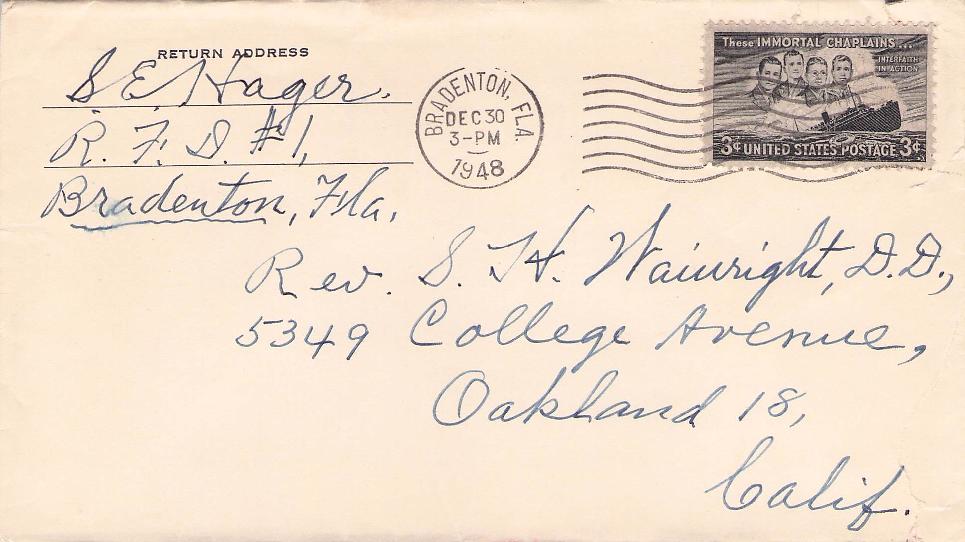 RETURN ADDRESS
S. E. Hager.
R. F. D. #1,
Bradenton, Fla,
BRADENTON, FLA.
DEC 30
3-PM
1948
These IMMORTAL CHAPLAINS...
INTERFAITH
IN ACTION
3¢ UNITED STATES POSTAGE 3¢
Rev. S. H. Wainright, D.D.,
5349 College Avenue,
Oakland 18,
Calif.